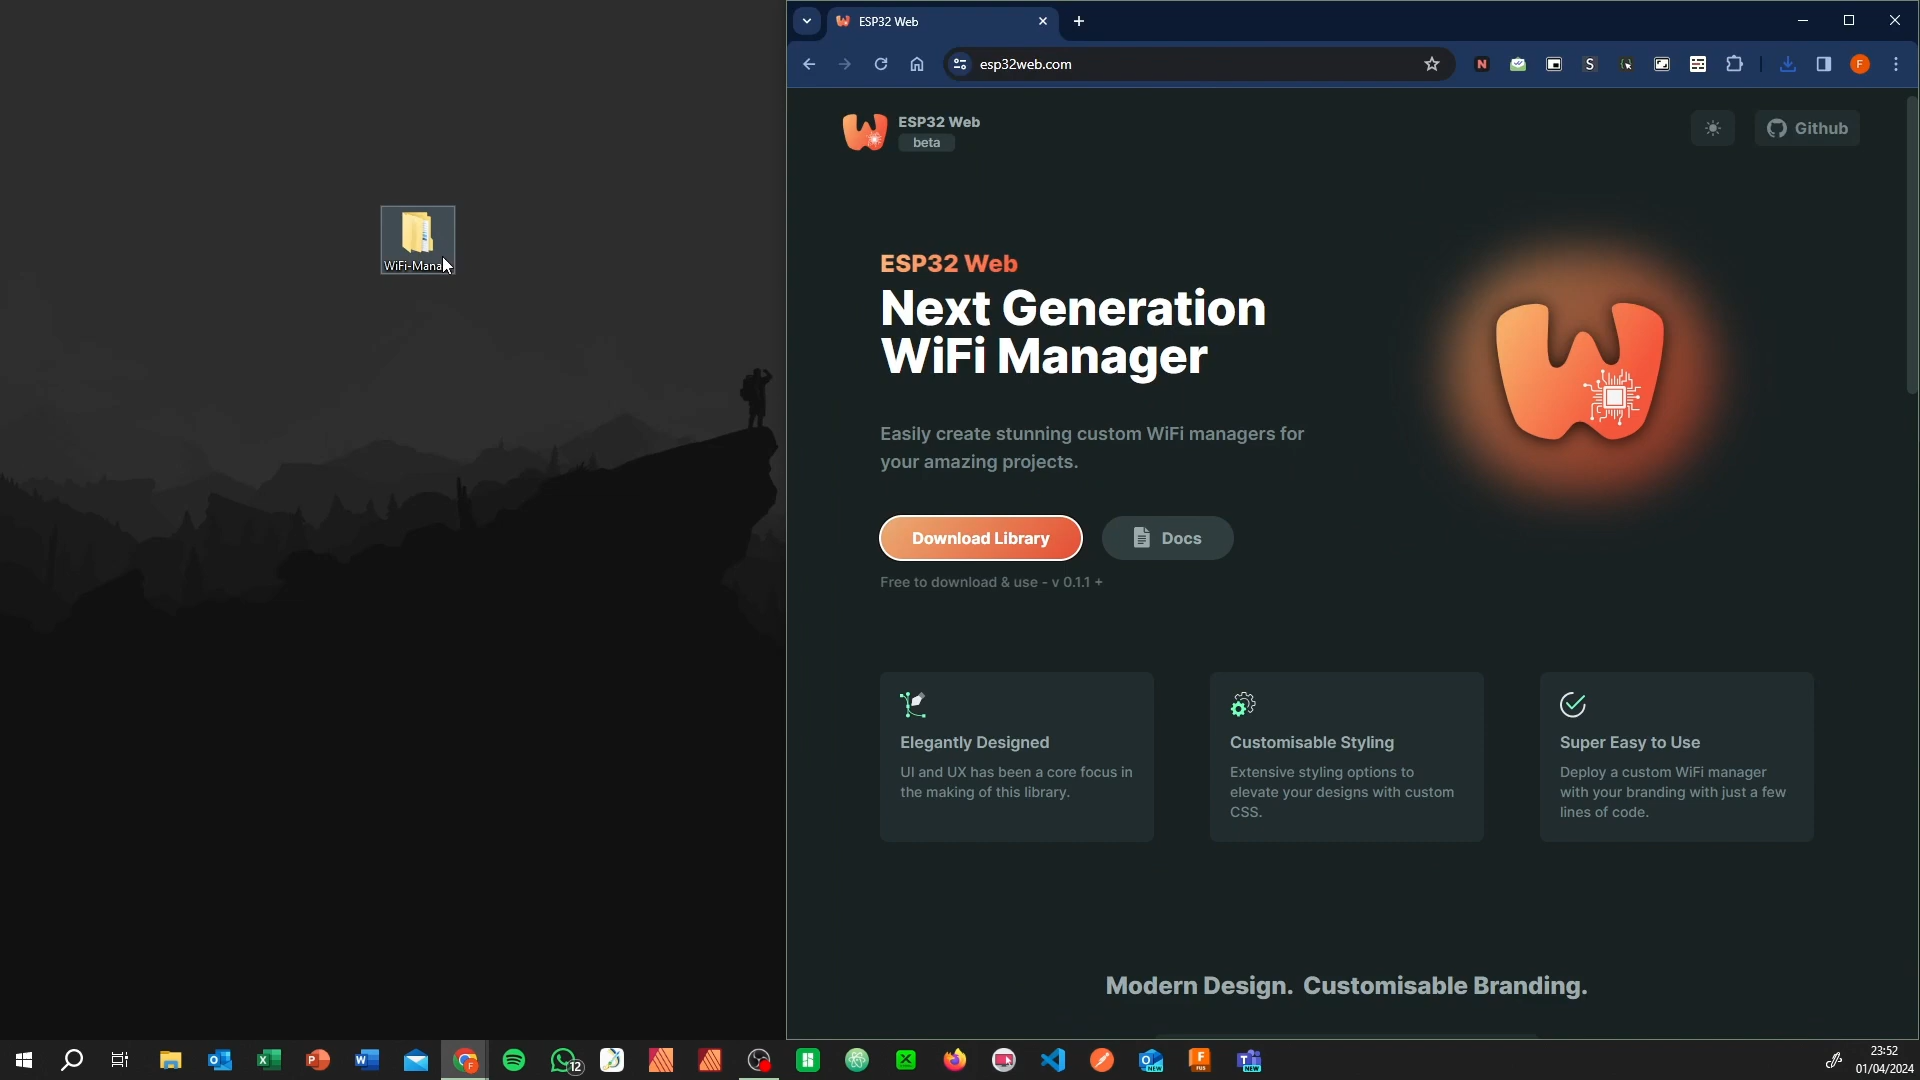 WiFi-Mana
ESP32 Web
esp32web.com
ESP32 Web
beta
Github
ESP32 Web
Next Generation
WiFi Manager
Easily create stunning custom WiFi managers for
your amazing projects.
Download Library
Docs
Free to download & use - v 0.1.1 +
Elegantly Designed
UI and UX has been a core focus in
the making of this library.
Customisable Styling
Extensive styling options to
elevate your designs with custom
CSS.
Super Easy to Use
Deploy a custom WiFi manager
with your branding with just a few
lines of code.
Modern Design. Customisable Branding.
12
23:52
01/04/2024